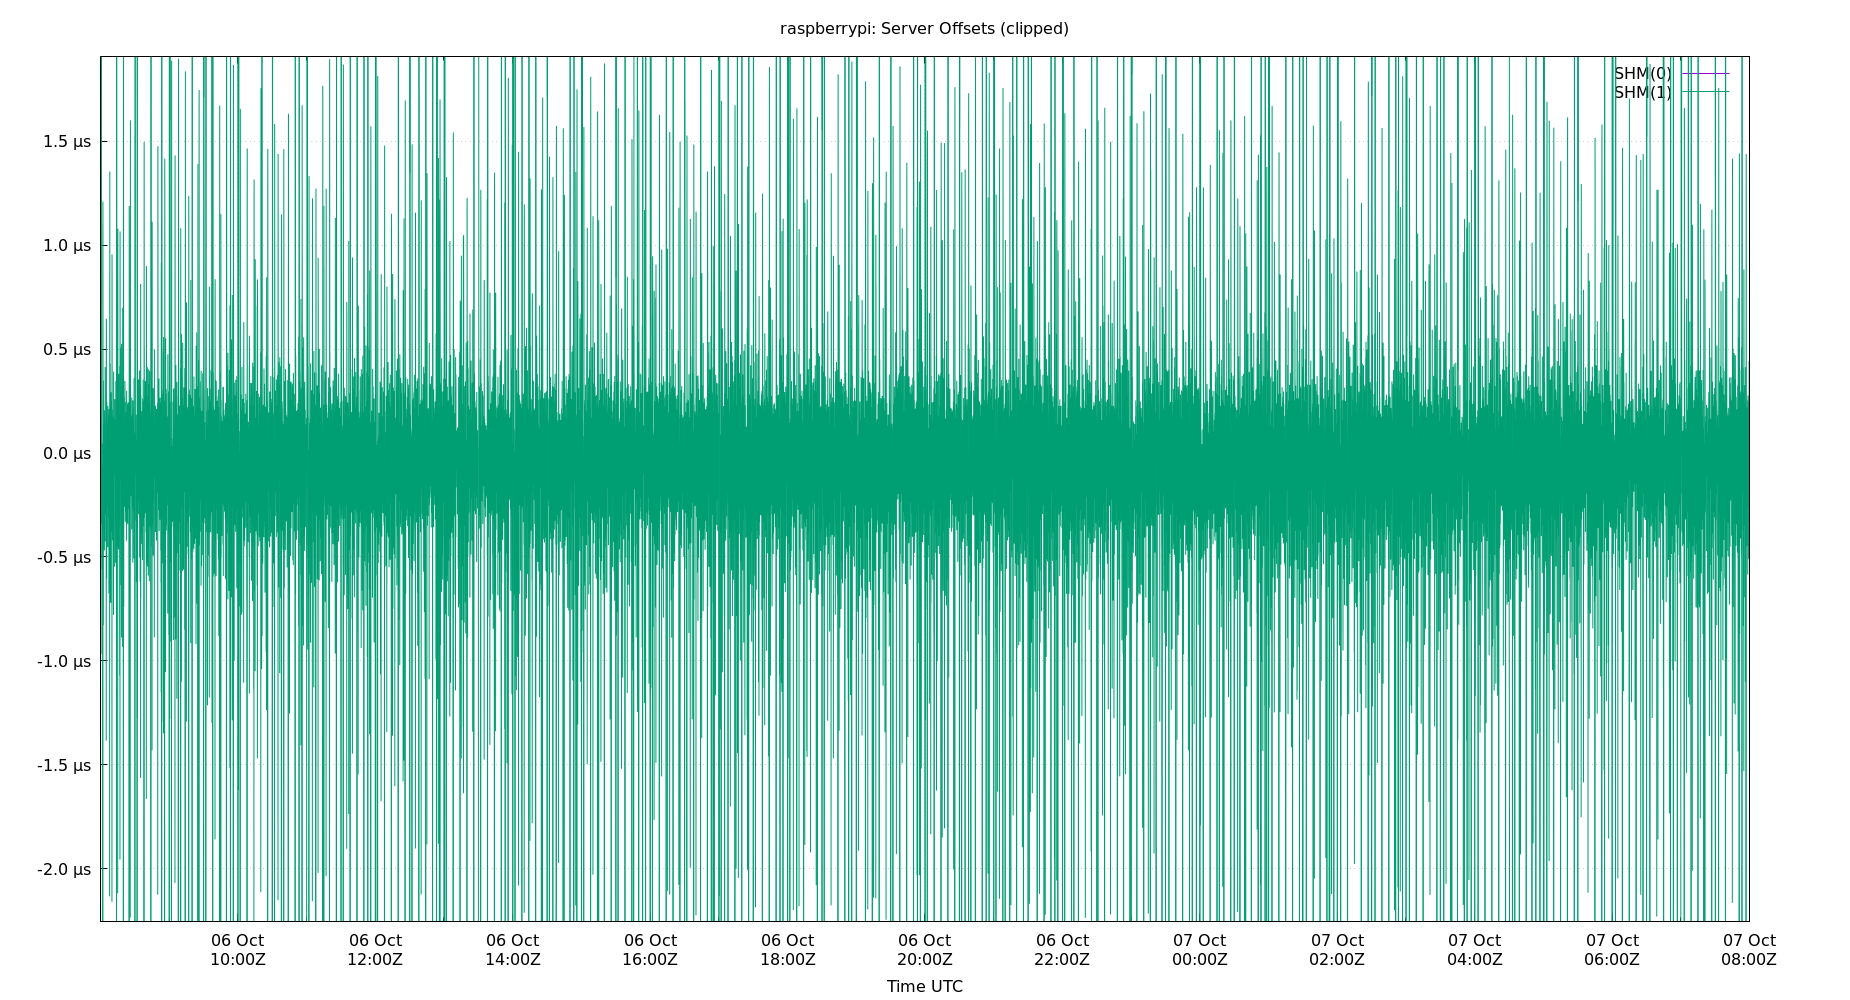 raspberrypi: Server Offsets (clipped)
SHM(0)
SHM(1)
1.5 µs
1.0 µs
0.5 µs
0.0 µs
-0.5 µs
-1.0 µs
-1.5 µs
-2.0 µs
06 Oct 06 Oct 06 Oct 06 Oct 06 Oct 06 Oct 06 Oct 07 Oct 07 Oct 07 Oct 07 Oct 07 Oct
10:00Z 12:00Z 14:00Z 16:00Z 18:00Z 20:00Z 22:00Z 00:00Z 02:00Z 04:00Z 06:00Z 08:00Z
Time UTC